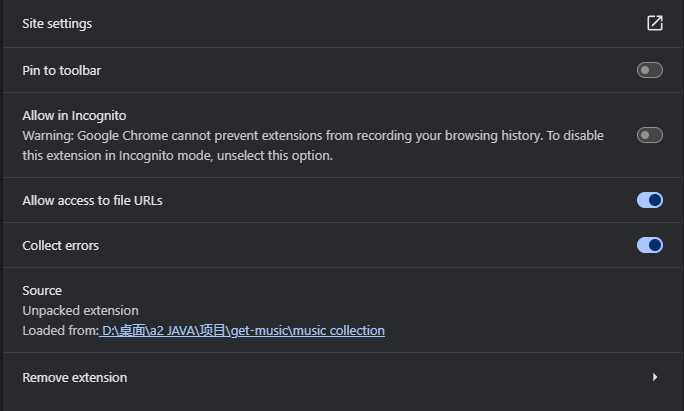 Site settings
Pin to toolbar
Allow in Incognito
Warning: Google Chrome cannot prevent extensions from recording your browsing history. To disable
this extension in Incognito mode, unselect this option.
Allow access to file URLs
Collect errors
Source
Unpacked extension
Loaded from: D:\桌面\a2 JAVA\项目\get-music\music collection
Remove extension